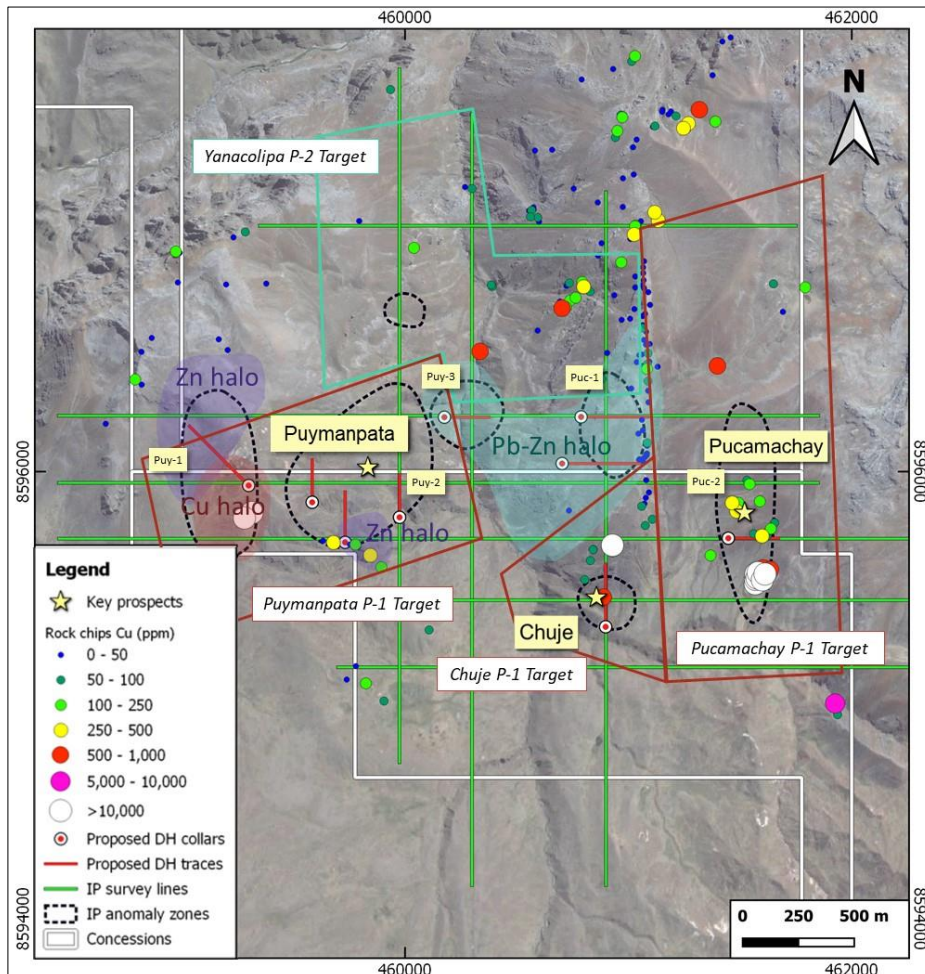 460000
462000
N
Yanacolipa P-2 Target
Zn halo
Puy-3
Puc-1
Puymanpata
Pucamachay
Puy-1
Pb-Zn halo
8596000
8596000
Puy-2
Puc-2
Cu halo
Zn halo
Legend
Key prospects
Rock chips Cu (ppm)
0 - 50
50 - 100
100 - 250
250 - 500
500 - 1,000
5,000 - 10,000
>10,000
Proposed DH collars
Proposed DH traces
IP survey lines
IP anomaly zones
Concessions
Puymanpata P-1 Target
Chuje
Pucamachay P-1 Target
Chuje P-1 Target
8594000
8594000
0 250 500 m
460000
462000